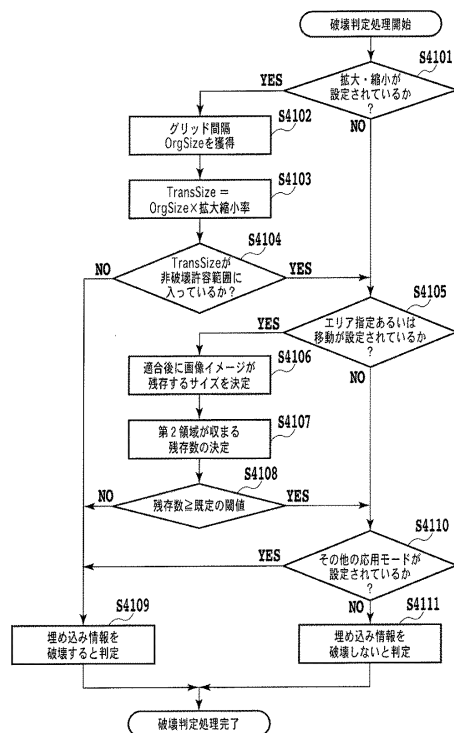 破壊判定処理開始
S4101
拡大・縮小が
設定されているか
?
YES
NO
S4102
グリッド間隔
OrgSizeを獲得
S4103
TransSize =
OrgSize×拡大縮小率
S4104
TransSizeが
非破壊許容範囲に
入っているか?
NO
YES
S4105
エリア指定あるいは
移動が設定されているか
?
YES
NO
S4106
適合後に画像イメージが
残存するサイズを決定
S4107
第2領域が収まる
残存数の決定
S4108
残存数≧既定の閾値
NO
YES
S4110
その他の応用モードが
設定されているか
?
YES
NO
S4109
埋め込み情報を
破壊すると判定
S4111
埋め込み情報を
破壊しないと判定
破壊判定処理完了